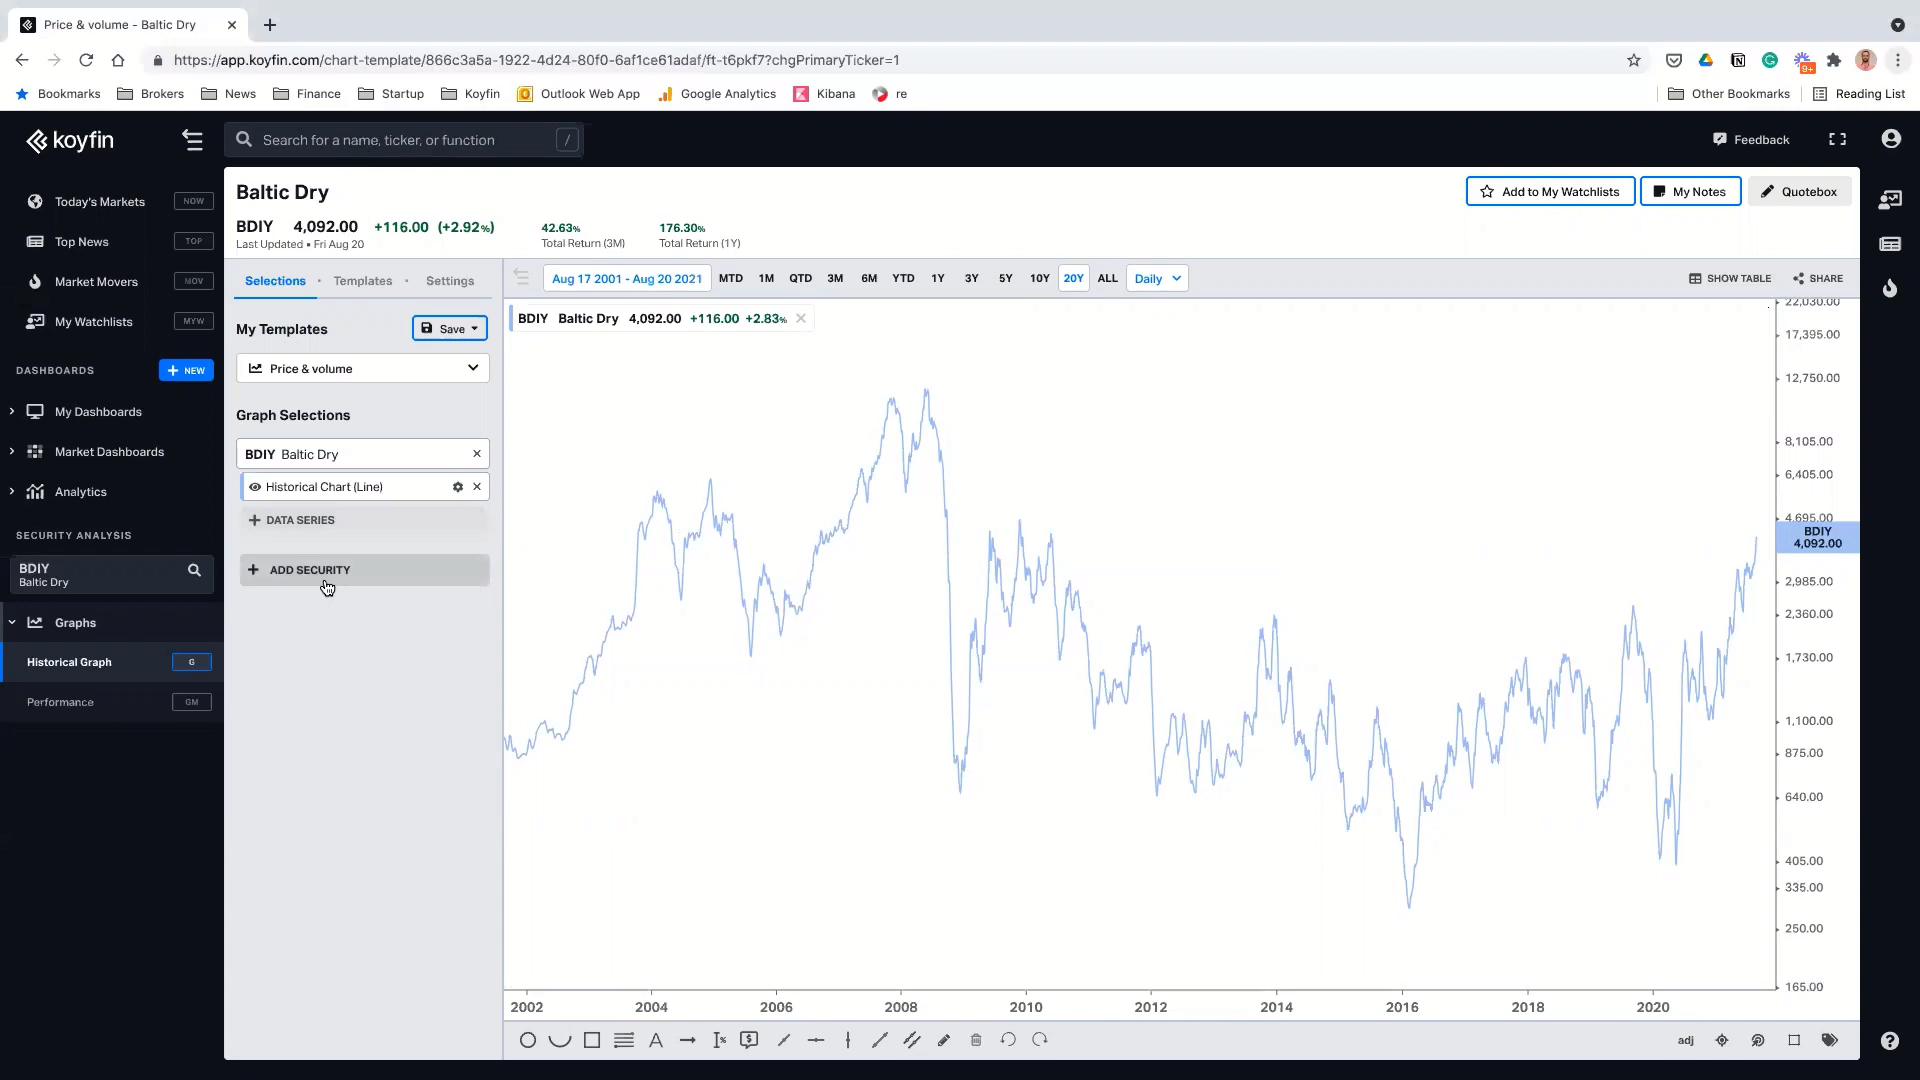 Price & volume - Baltic Dry
https://app.koyfin.com/chart-template/866c3a5a-1922-4d24-80f0-6af1ce61adaf/ft-t6pkf7?chgPrimaryTicker=1
9+
Bookmarks Brokers News Finance Startup Koyfin Outlook Web App Google Analytics Kibana re Other Bookmarks Reading List
koyfin
Search for a name, ticker, or function /
Feedback
Today's Markets NOW
Top News TOP
Market Movers MOV
My Watchlists MYW
DASHBOARDS + NEW
My Dashboards
Market Dashboards
Analytics
SECURITY ANALYSIS
BDIY
Baltic Dry
Graphs
Historical Graph G
Performance GM
Baltic Dry
Add to My Watchlists My Notes Quotebox
BDIY 4,092.00 +116.00 (+2.92%)
Last Updated • Fri Aug 20
42.63%
Total Return (3M)
176.30%
Total Return (1Y)
Selections • Templates • Settings
My Templates Save
Price & volume
Graph Selections
BDIY Baltic Dry
Historical Chart (Line)
+ DATA SERIES
+ ADD SECURITY
Aug 17 2001 - Aug 20 2021 MTD 1M QTD 3M 6M YTD 1Y 3Y 5Y 10Y 20Y ALL Daily
SHOW TABLE SHARE
BDIY Baltic Dry 4,092.00 +116.00 +2.83%
22,030.00
17,395.00
12,750.00
8,105.00
6,405.00
4,695.00
BDIY
4,092.00
2,985.00
2,360.00
1,730.00
1,100.00
875.00
640.00
405.00
335.00
250.00
165.00
2002 2004 2006 2008 2010 2012 2014 2016 2018 2020
A
adj